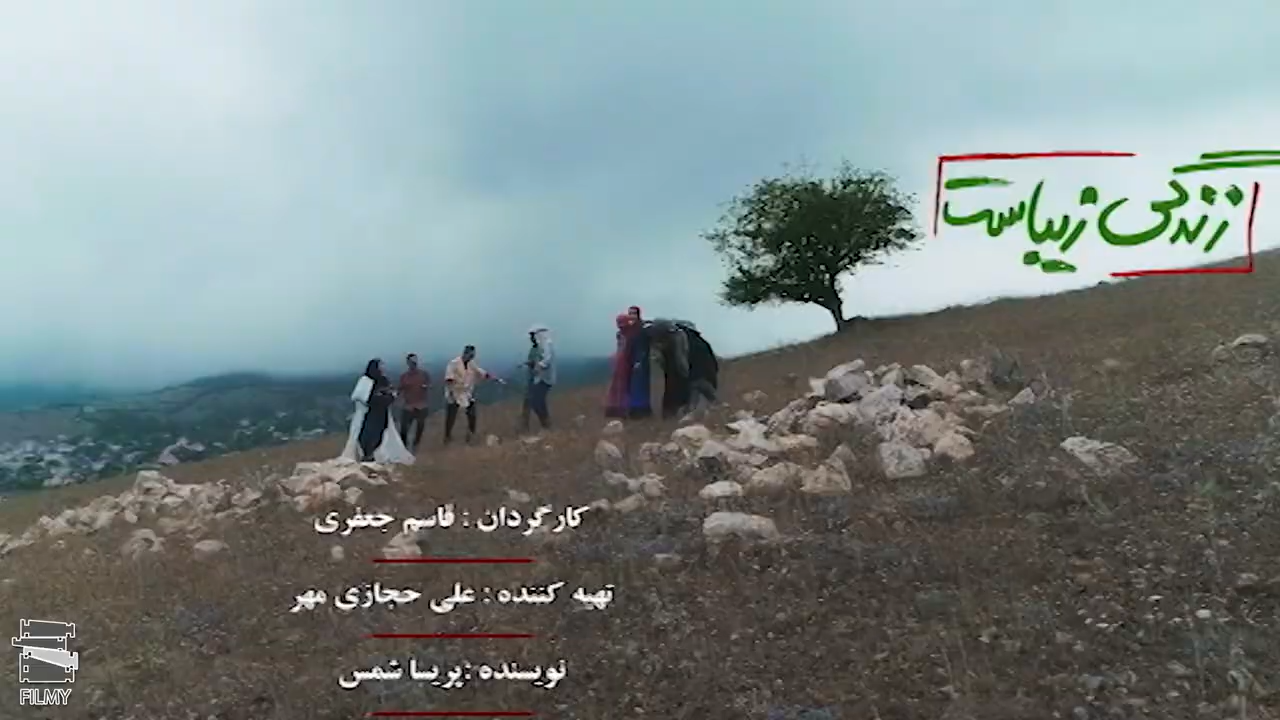 زندگی زیباست
کارگردان : قاسم جعفری
تهیه کننده : علی حجازی مهر
نویسنده :پریسا شمس
FILMY